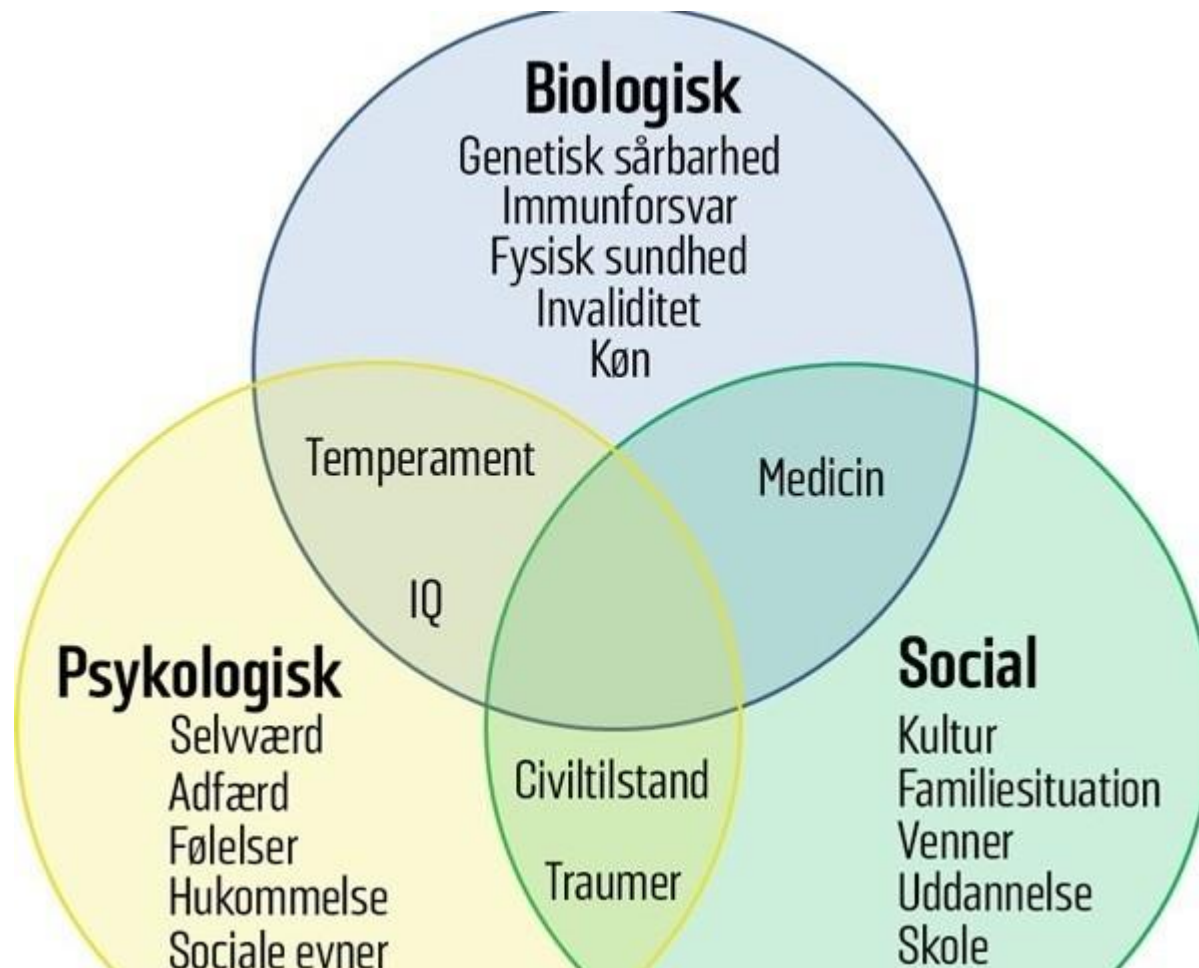 Biologisk
Genetisk sårbarhed
Immunforsvar
Fysisk sundhed
Invaliditet
Køn
Temperament
IQ
Medicin
Psykologisk
Selvværd
Adfærd
Følelser
Hukommelse
Sociale evner
Civiltilstand
Traumer
Social
Kultur
Familiesituation
Venner
Uddannelse
Skole